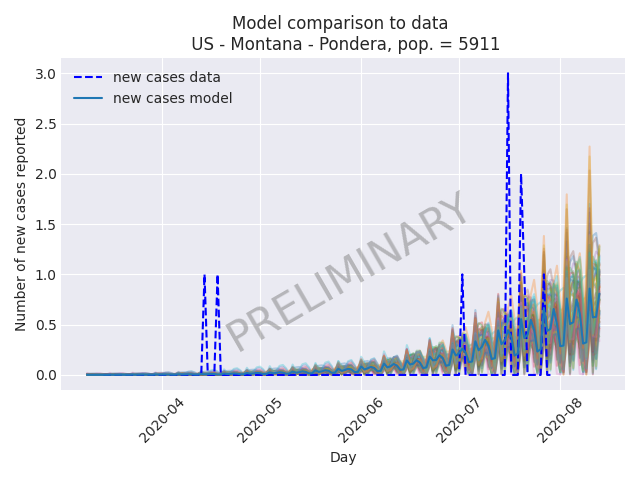 Model comparison to data
US - Montana - Pondera, pop. = 5911
new cases data
new cases model
PRELIMINARY
Number of new cases reported
3.0
2.5
2.0
1.5
1.0
0.5
0.0
2020-04
2020-05
2020-06
2020-07
2020-08
Day